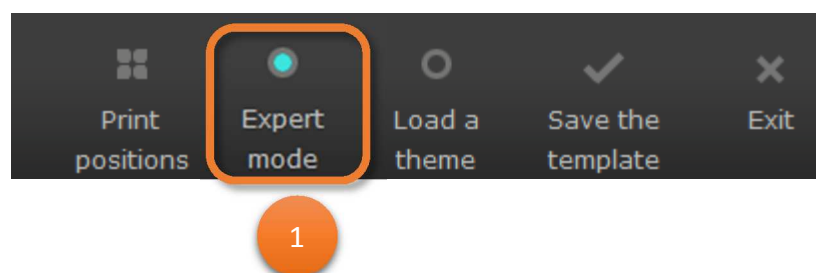 Print positions
Expert mode
Load a theme
Save the template
Exit
1